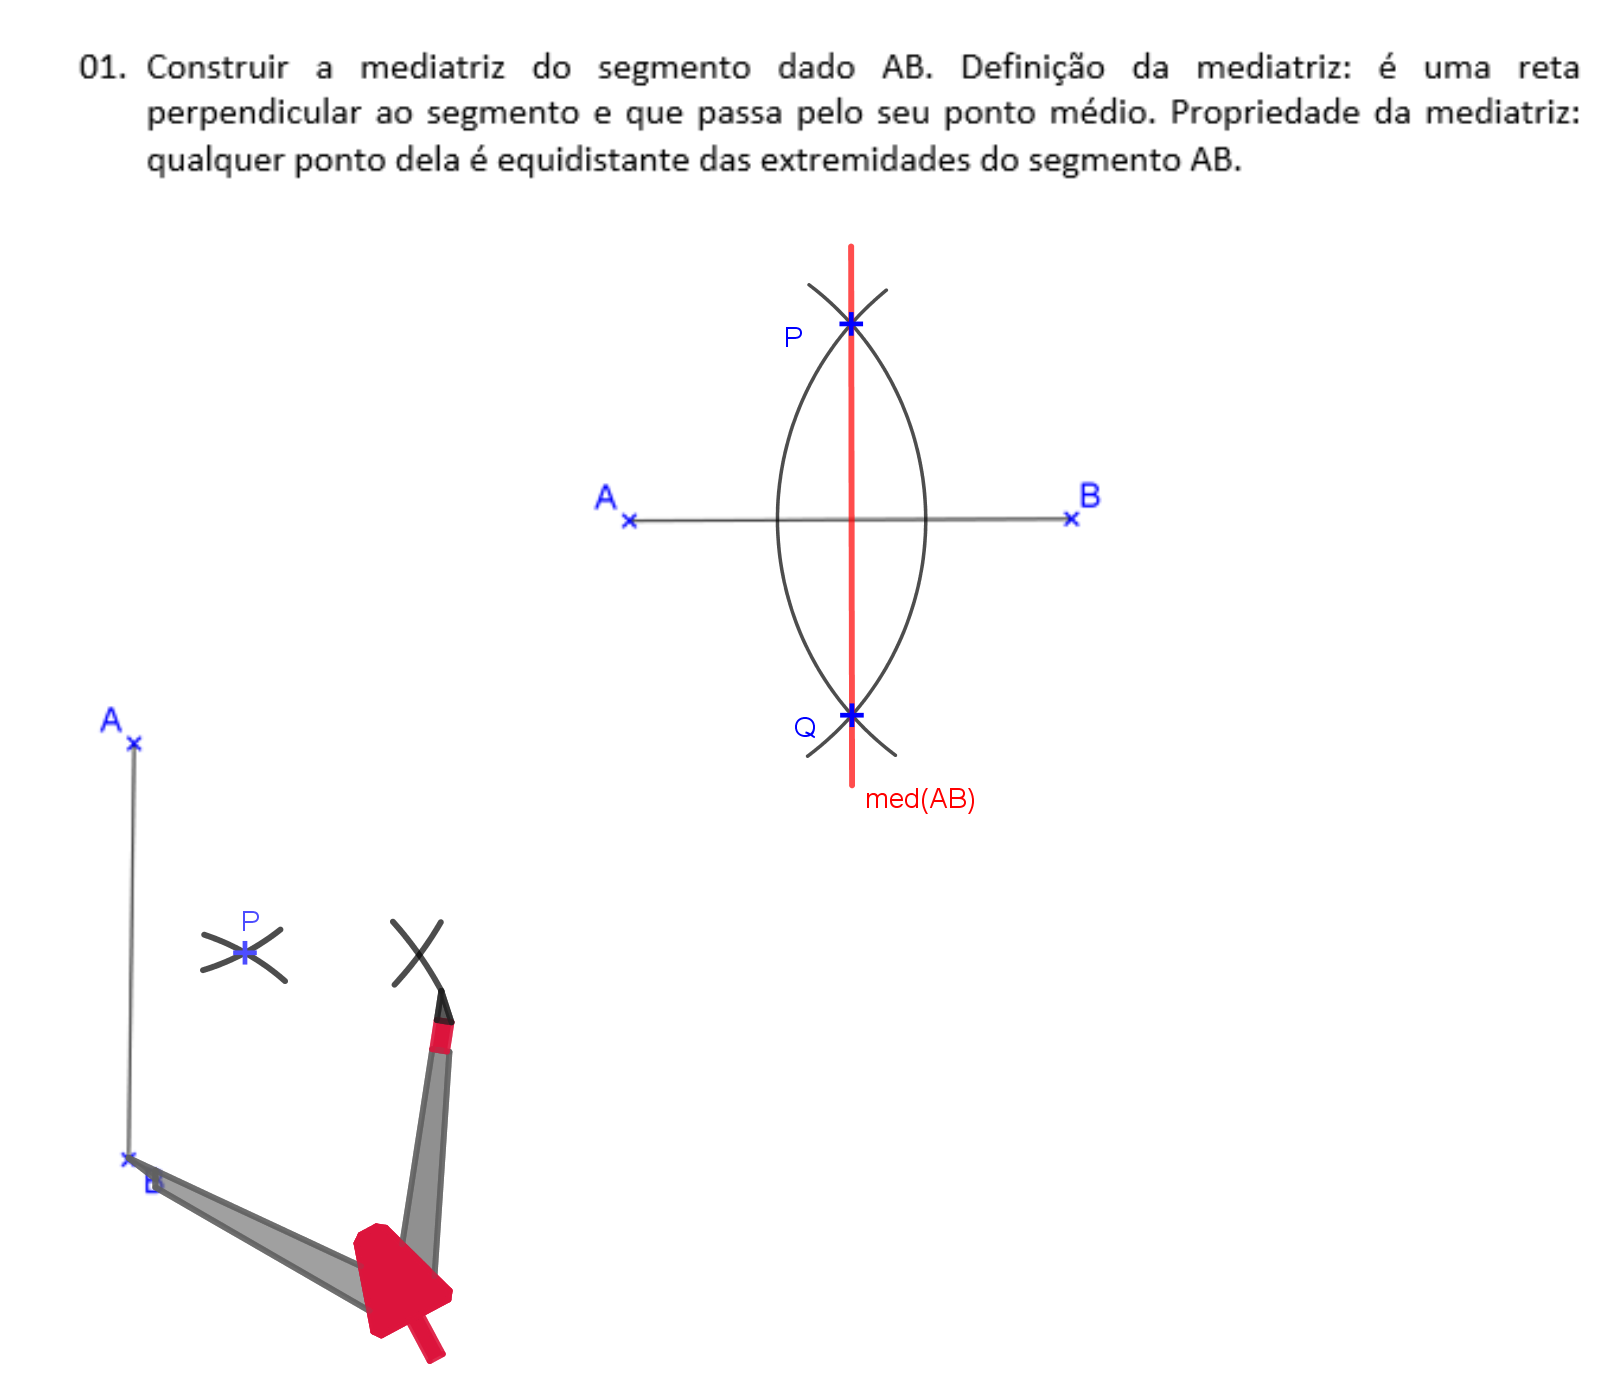 01. Construir a mediatriz do segmento dado AB. Definição da mediatriz: é uma reta
perpendicular ao segmento e que passa pelo seu ponto médio. Propriedade da mediatriz:
qualquer ponto dela é equidistante das extremidades do segmento AB.
P
A
B
Q
med(AB)
A
P
B